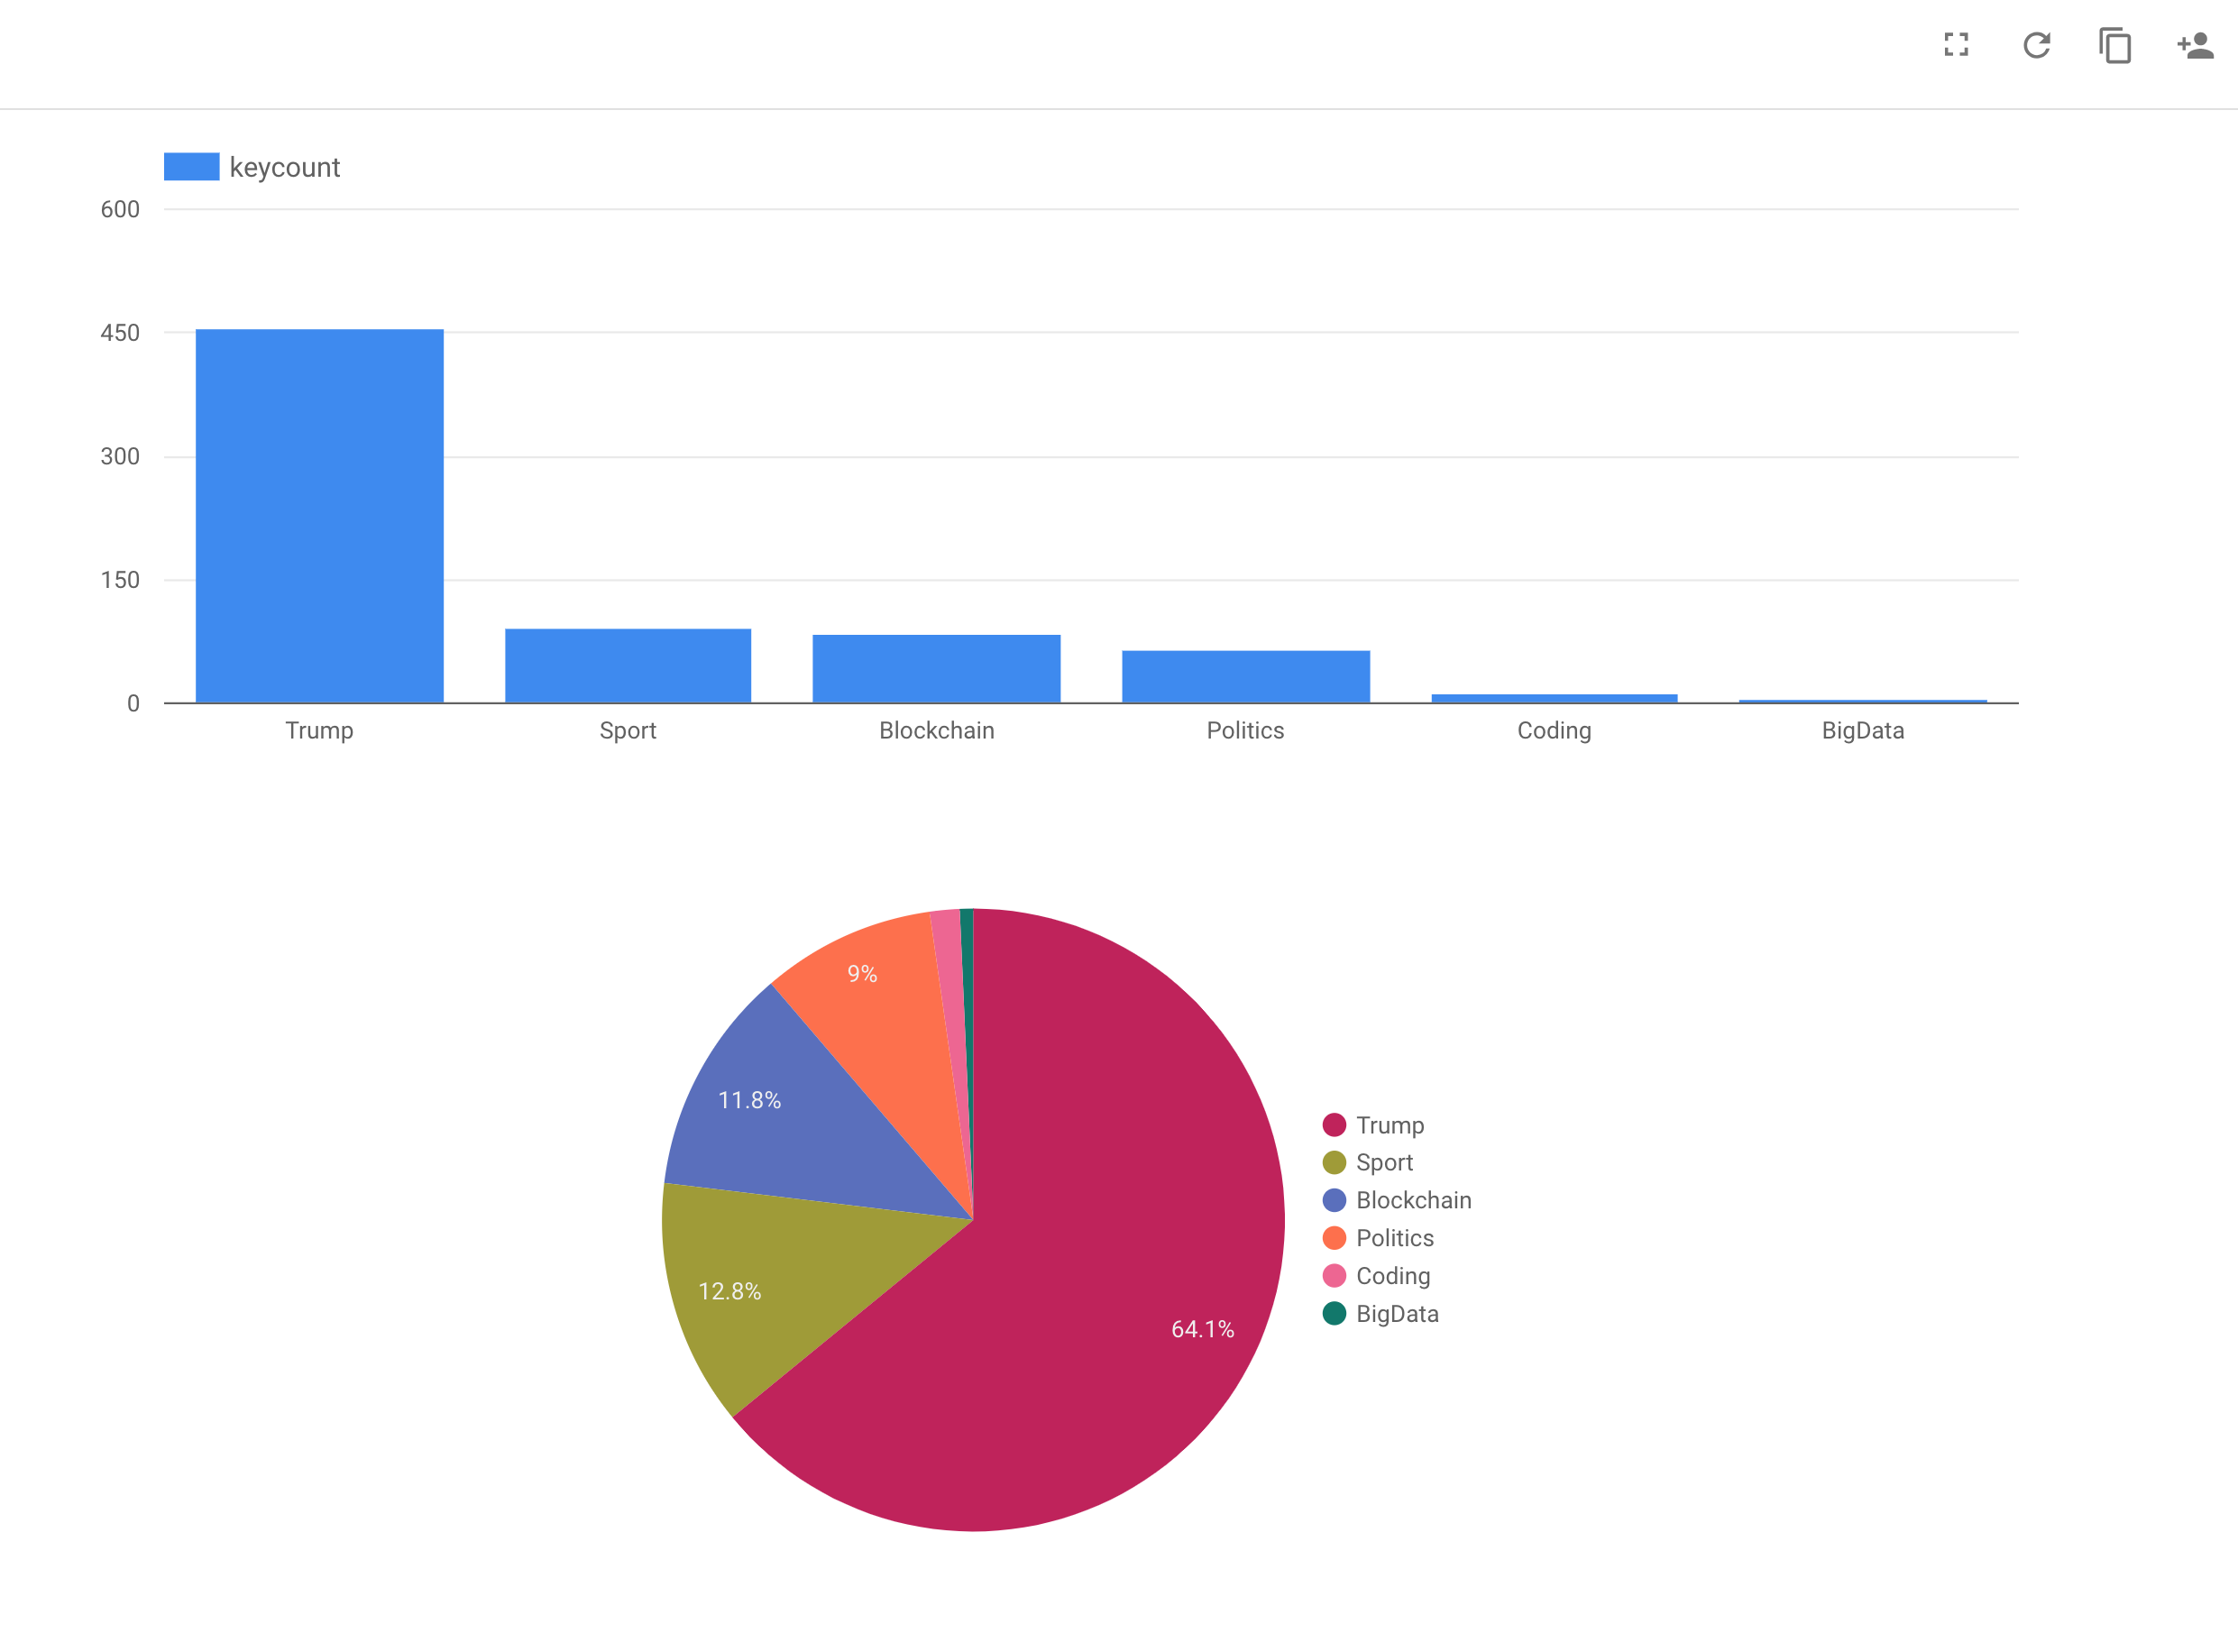 keycount
600
450
300
150
0
Trump Sport Blockchain Politics Coding BigData
9%
11.8%
12.8%
64.1%
Trump
Sport
Blockchain
Politics
Coding
BigData